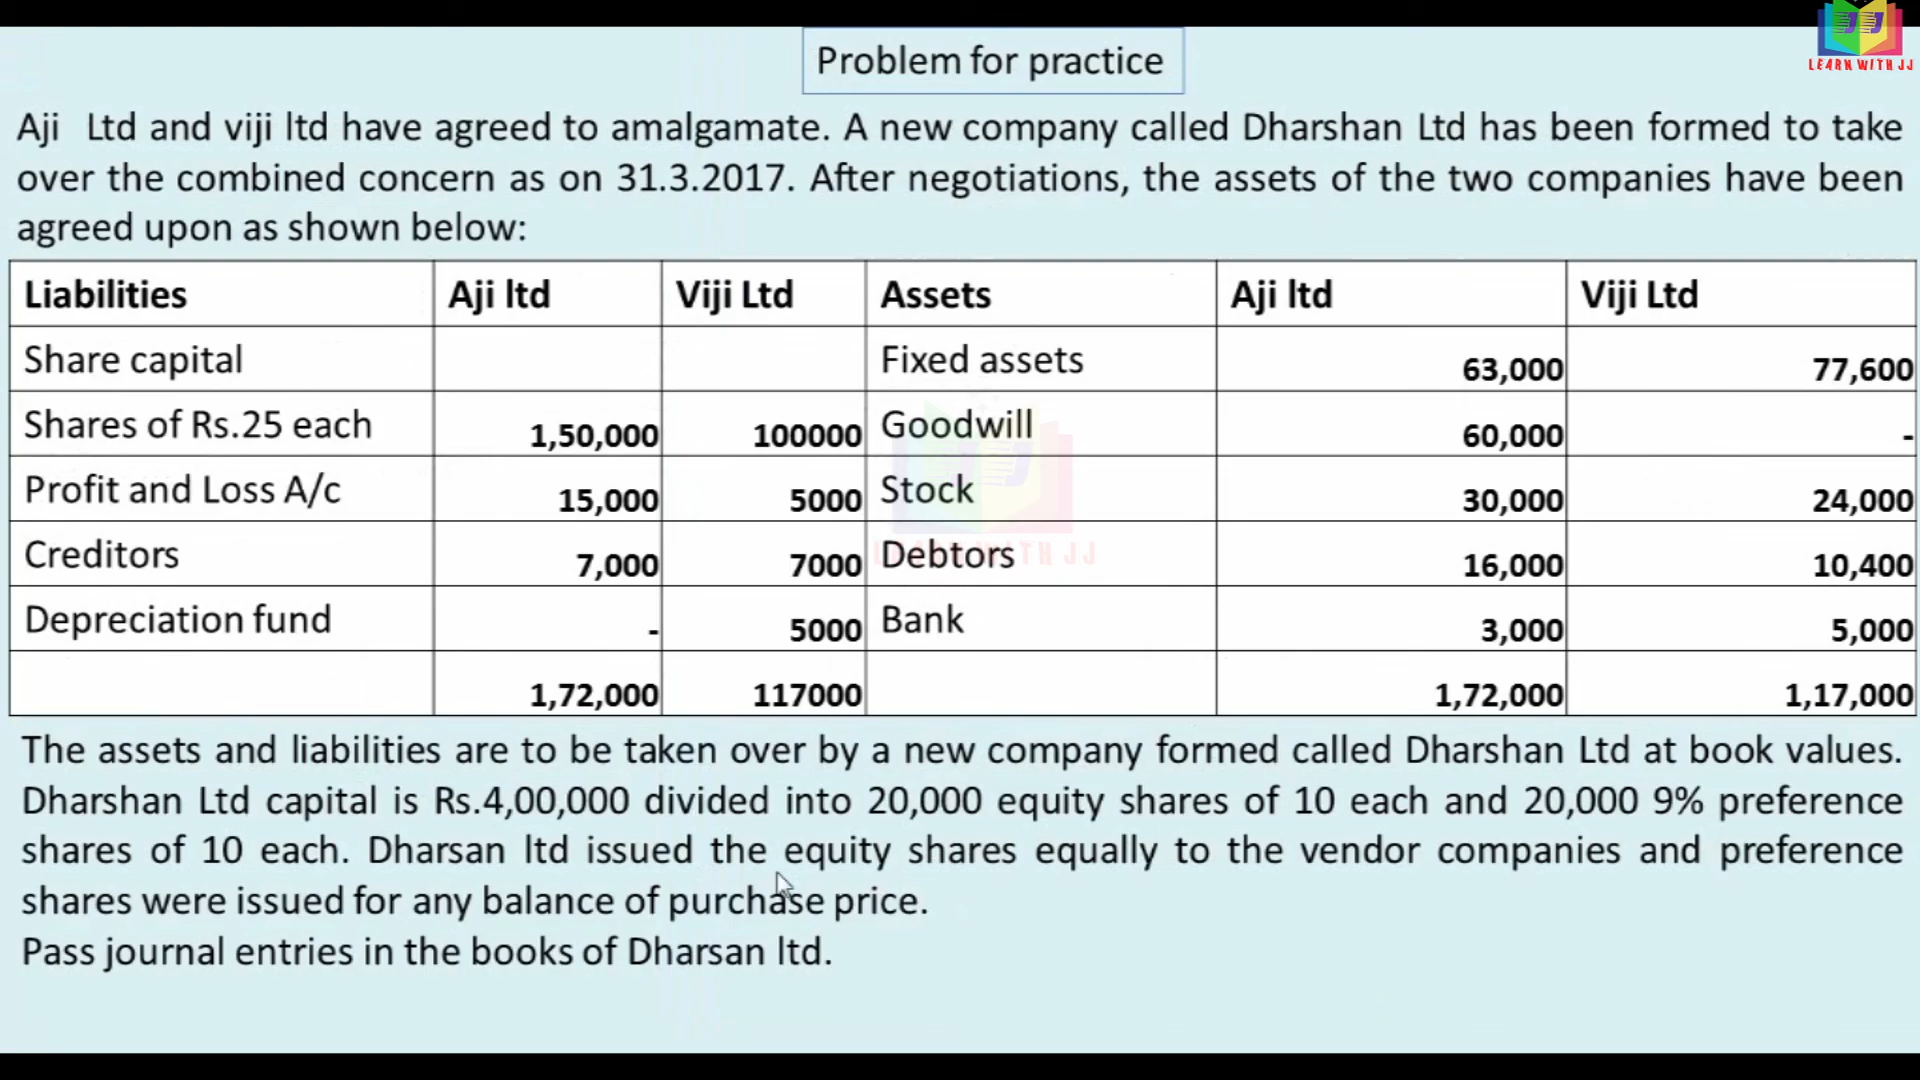 Problem for practice
LEARN WITH JJ
Aji Ltd and viji ltd have agreed to amalgamate. A new company called Dharshan Ltd has been formed to take
over the combined concern as on 31.3.2017. After negotiations, the assets of the two companies have been
agreed upon as shown below:
Liabilities Aji ltd Viji Ltd Assets Aji ltd Viji Ltd
Share capital Fixed assets 63,000 77,600
Shares of Rs.25 each 1,50,000 100000 Goodwill 60,000 -
Profit and Loss A/c 15,000 5000 Stock 30,000 24,000
Creditors 7,000 7000 Debtors 16,000 10,400
LEARN WITH JJ
Depreciation fund - 5000 Bank 3,000 5,000
1,72,000 117000 1,72,000 1,17,000
The assets and liabilities are to be taken over by a new company formed called Dharshan Ltd at book values.
Dharshan Ltd capital is Rs.4,00,000 divided into 20,000 equity shares of 10 each and 20,000 9% preference
shares of 10 each. Dharsan ltd issued the equity shares equally to the vendor companies and preference
shares were issued for any balance of purchase price.
Pass journal entries in the books of Dharsan ltd.